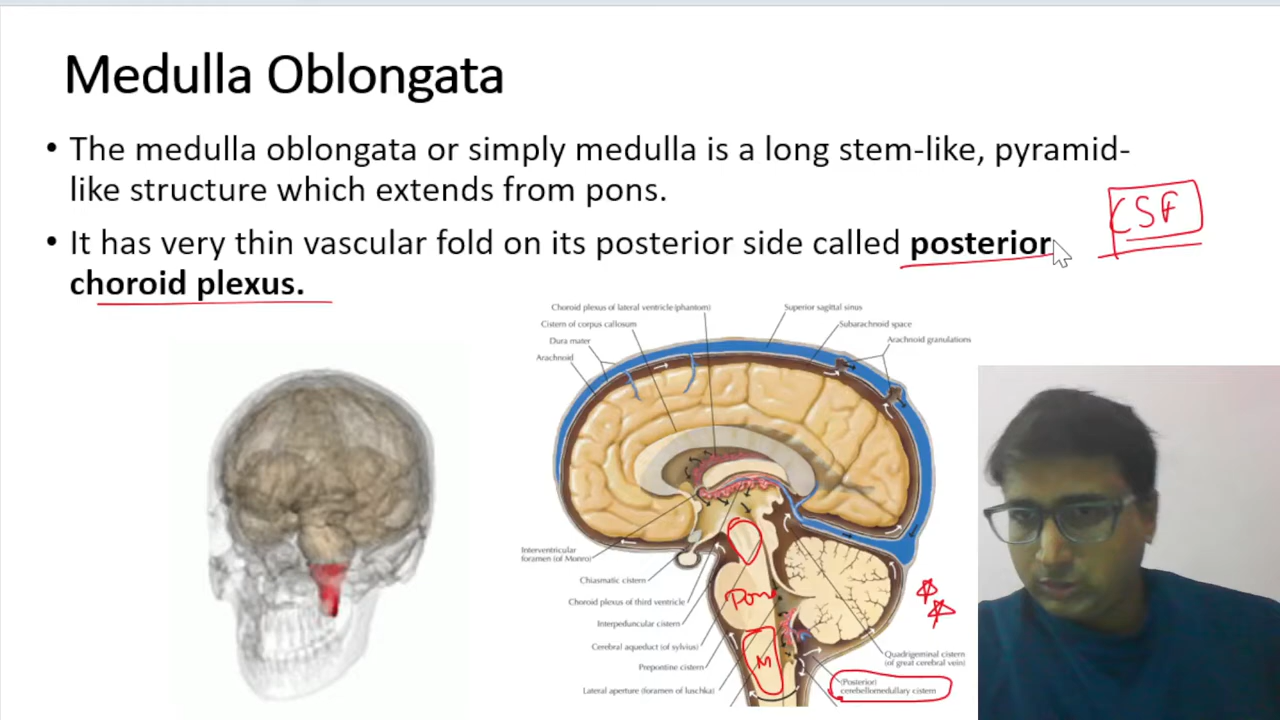 Medulla Oblongata
• The medulla oblongata or simply medulla is a long stem-like, pyramid-
like structure which extends from pons.
CSF
• It has very thin vascular fold on its posterior side called posterior
choroid plexus.
Choroid plexus of lateral ventricle (phantom)
Superior sagittal sinus
Cistern of corpus callosum
Subarachnoid space
Dura mater
Arachnoid granulations
Arachnoid
Interventricular
foramen (of Monro)
Chiasmatic cistern
Choroid plexus of third ventricle
Pons
Interpeduncular cistern
Cerebral aqueduct (of sylvius)
M
Quadrigeminal cistern
(of great cerebral vein)
Prepontine cistern
(Posterior)
cerebellomedullary cistern
Lateral aperture (foramen of luschka)